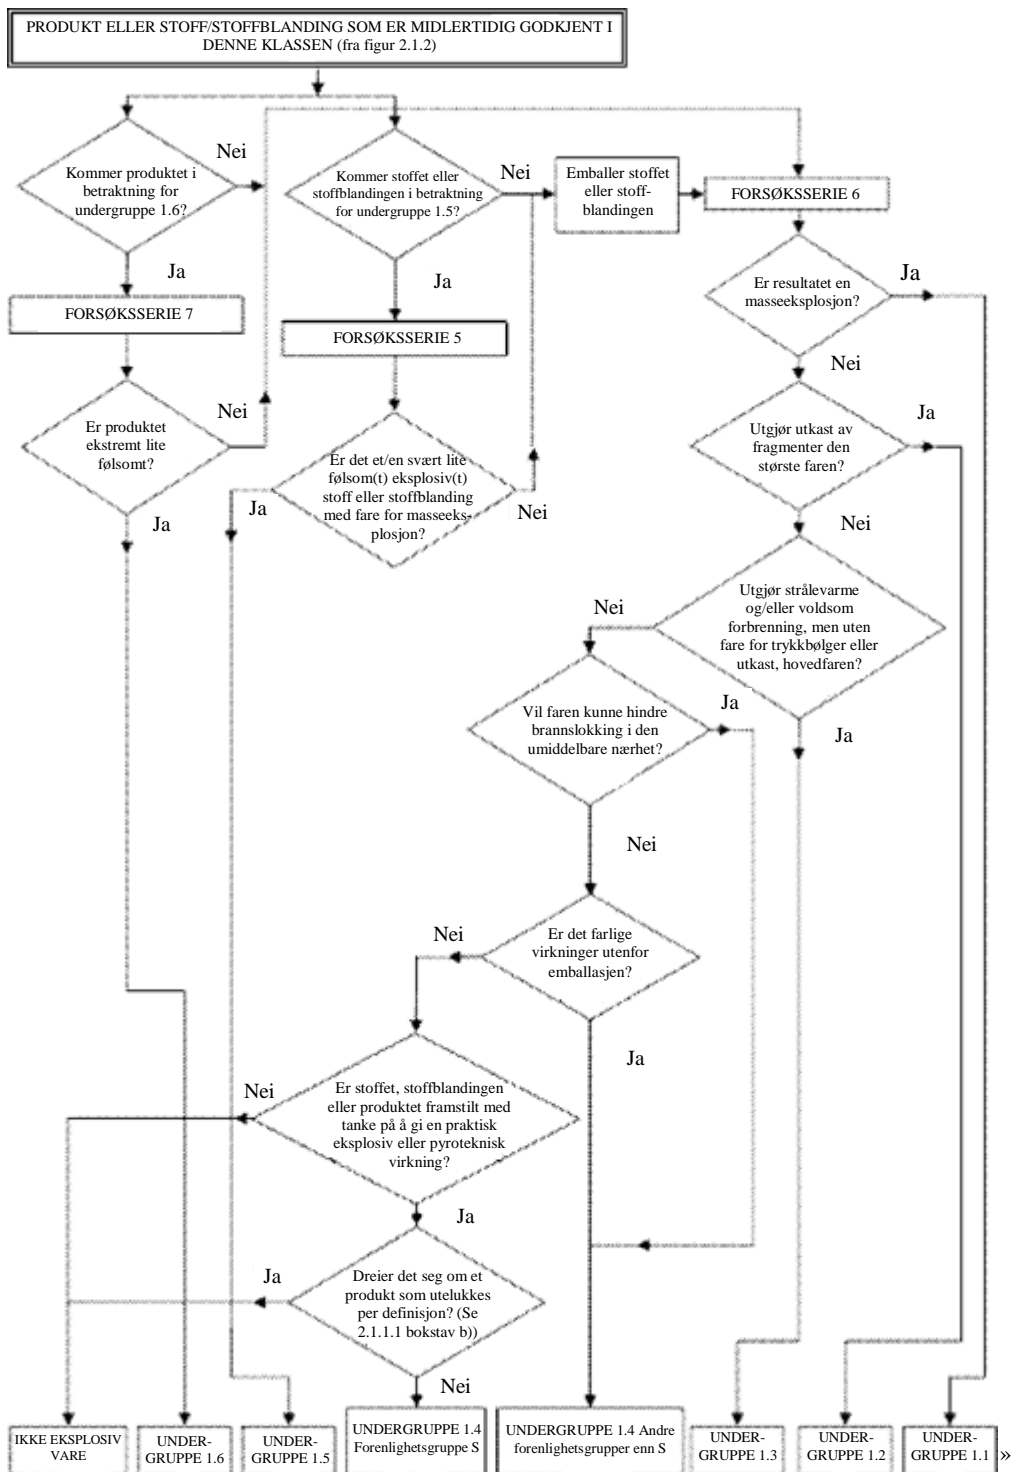 PRODUKT ELLER STOFF/STOFFBLANDING SOM ER MIDLERTIDIG GODKJENT I
DENNE KLASSEN (fra figur 2.1.2)
Kommer produktet i
betraktning for
undergruppe 1.6?
Nei
Ja
Kommer stoffet eller
stoffblandingen i betraktning
for undergruppe 1.5?
Nei
Ja
Emballer stoffet
eller stoff-
blandingen
FORSØKSSERIE 6
FORSØKSSERIE 7
FORSØKSSERIE 5
Er resultatet en
masseeksplosjon?
Ja
Nei
Er produktet
ekstremt lite
følsomt?
Nei
Ja
Er det et/en svært lite
følsom(t) eksplosiv(t)
stoff eller stoffblanding
med fare for masseeks-
plosjon?
Ja
Nei
Utgjør utkast av
fragmenter den
største faren?
Ja
Nei
Utgjør strålevarme
og/eller voldsom
forbrenning, men uten
fare for trykkbølger eller
utkast, hovedfaren?
Nei
Ja
Vil faren kunne hindre
brannslokking i den
umiddelbare nærhet?
Ja
Nei
Er det farlige
virkninger utenfor
emballasjen?
Nei
Ja
Er stoffet, stoffblandingen
eller produktet framstilt med
tanke på å gi en praktisk
eksplosiv eller pyroteknisk
virkning?
Nei
Ja
Dreier det seg om et
produkt som utelukkes
per definisjon? (Se
2.1.1.1 bokstav b))
Ja
Nei
IKKE EKSPLOSIV
VARE
UNDER-
GRUPPE 1.6
UNDER-
GRUPPE 1.5
UNDERGRUPPE 1.4
Forenlighetsgruppe S
UNDERGRUPPE 1.4 Andre
forenlighetsgrupper enn S
UNDER-
GRUPPE 1.3
UNDER-
GRUPPE 1.2
UNDER-
GRUPPE 1.1 »